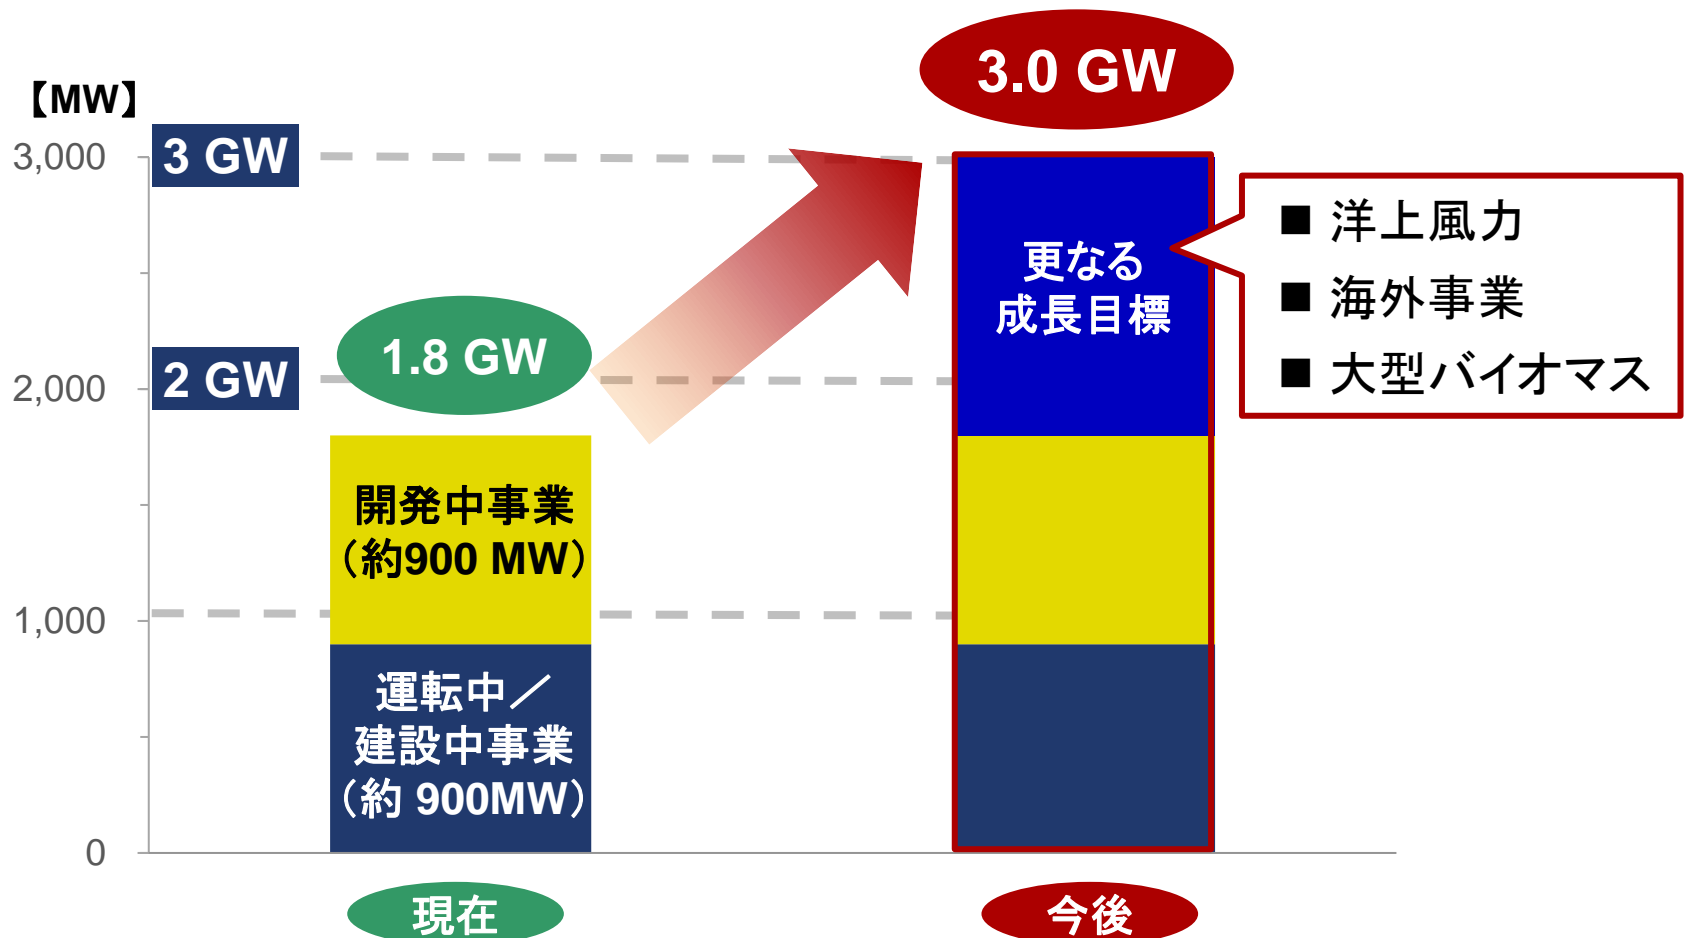 【MW】
3,000
2,000
1,000
0
3 GW
2 GW
1.8 GW
開発中事業
（約900 MW）
運転中／
建設中事業
（約 900MW）
現在
3.0 GW
更なる
成長目標
■ 洋上風力
■ 海外事業
■ 大型バイオマス
今後